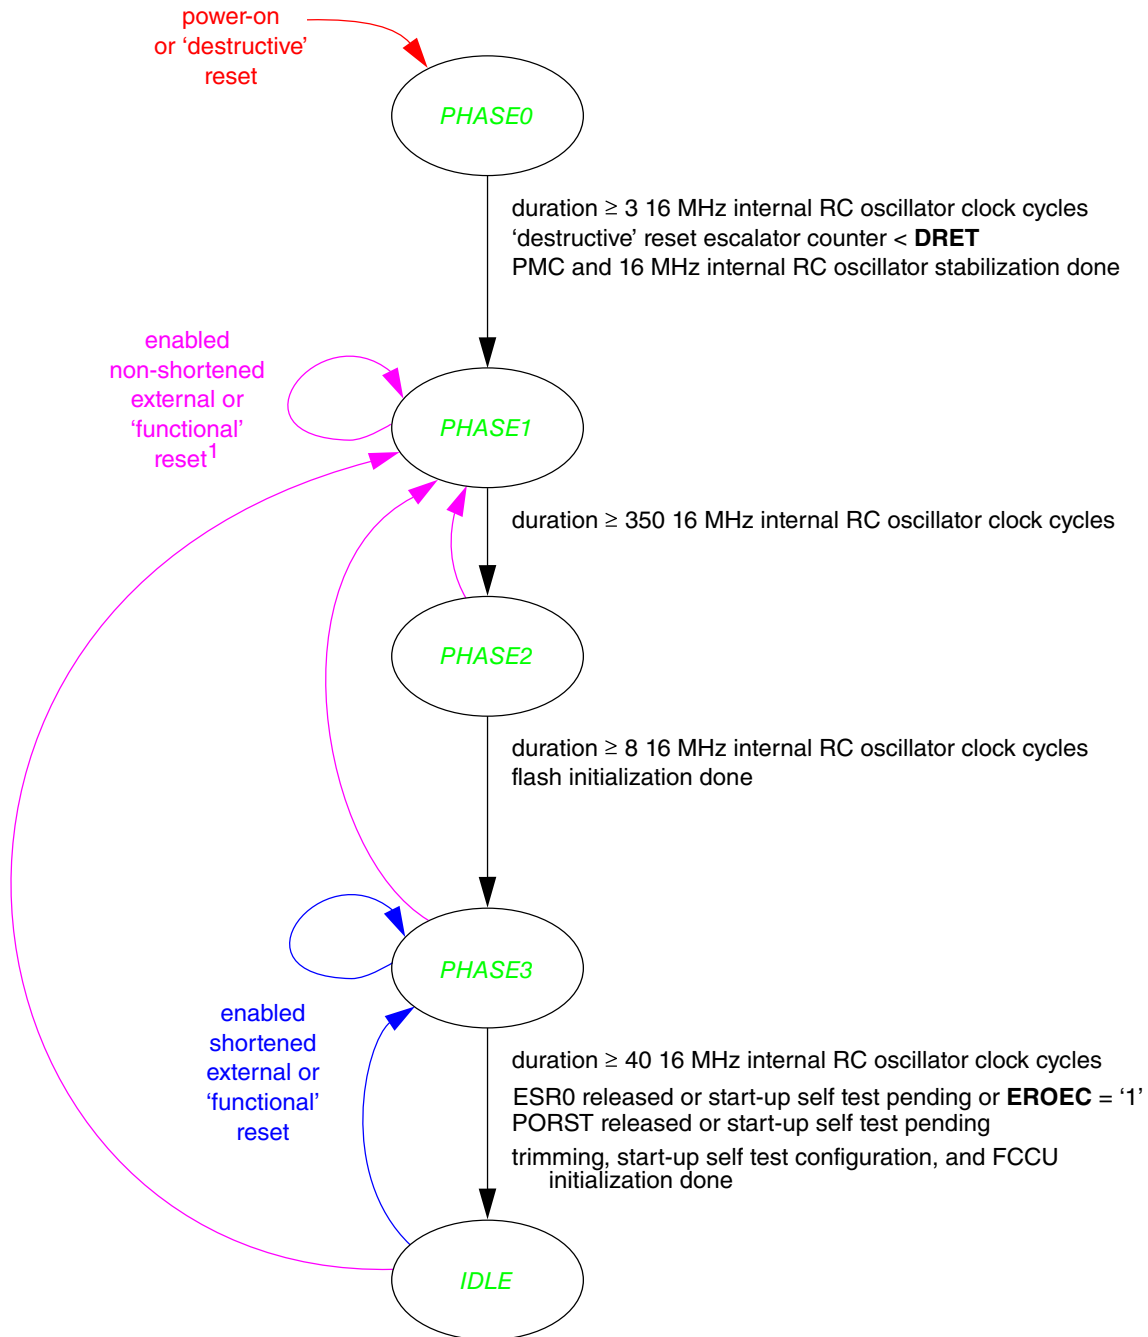 power-on
or ‘destructive’
reset
PHASE0
duration ≥ 3 16 MHz internal RC oscillator clock cycles
‘destructive’ reset escalator counter < DRET
PMC and 16 MHz internal RC oscillator stabilization done
enabled
non-shortened
external or
‘functional’
reset1
PHASE1
duration ≥ 350 16 MHz internal RC oscillator clock cycles
PHASE2
duration ≥ 8 16 MHz internal RC oscillator clock cycles
flash initialization done
PHASE3
enabled
shortened
external or
‘functional’
reset
duration ≥ 40 16 MHz internal RC oscillator clock cycles
ESR0 released or start-up self test pending or EROEC = ‘1’
PORST released or start-up self test pending
trimming, start-up self test configuration, and FCCU
initialization done
IDLE